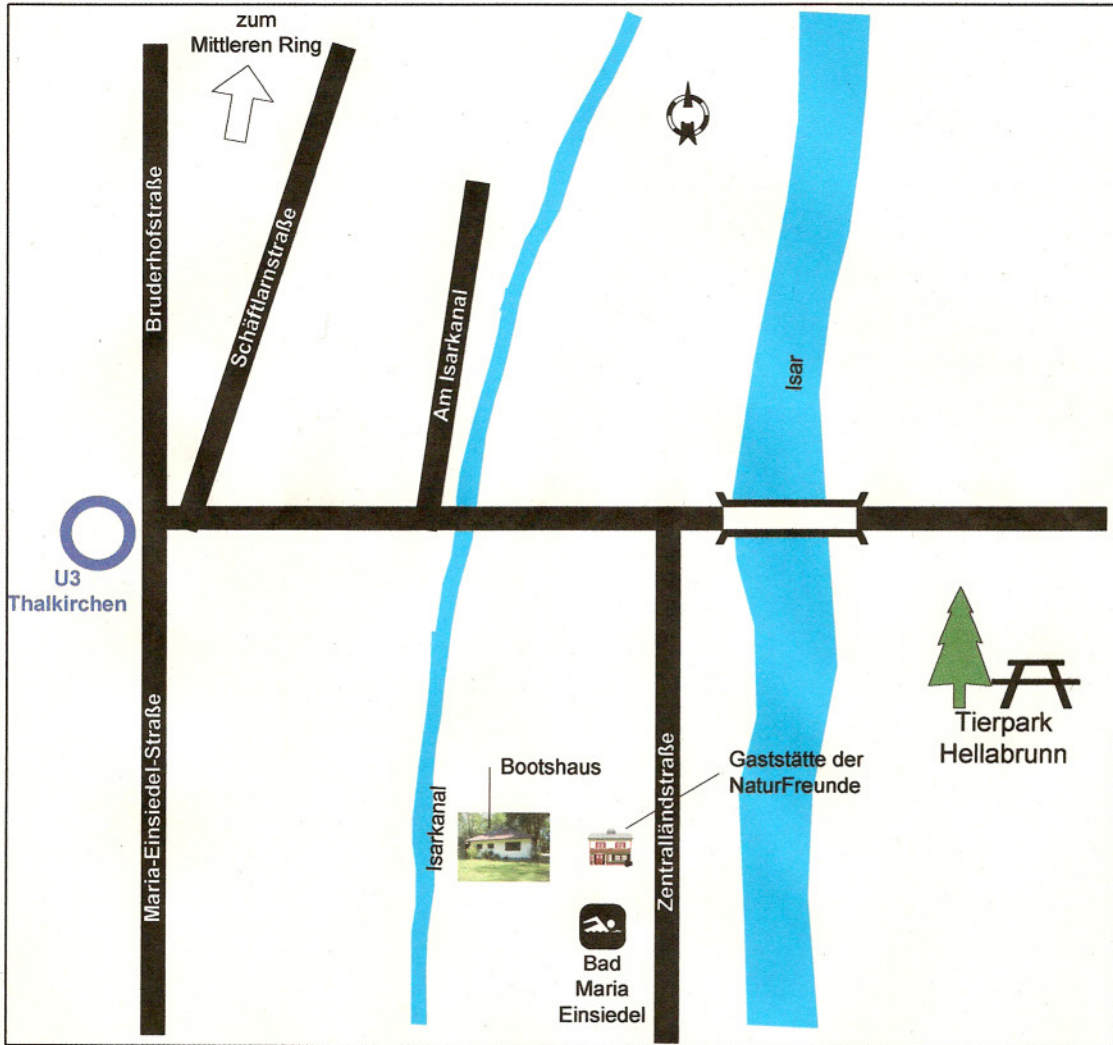 zum
Mittleren Ring
Bruderhofstraße
Schäftlarnstraße
Am Isarkanal
Isar
U3
Thalkirchen
Maria-Einsiedel-Straße
Isarkanal
Bootshaus
Gaststätte der
NaturFreunde
Zentralländstraße
Tierpark
Hellabrunn
Bad
Maria
Einsiedel